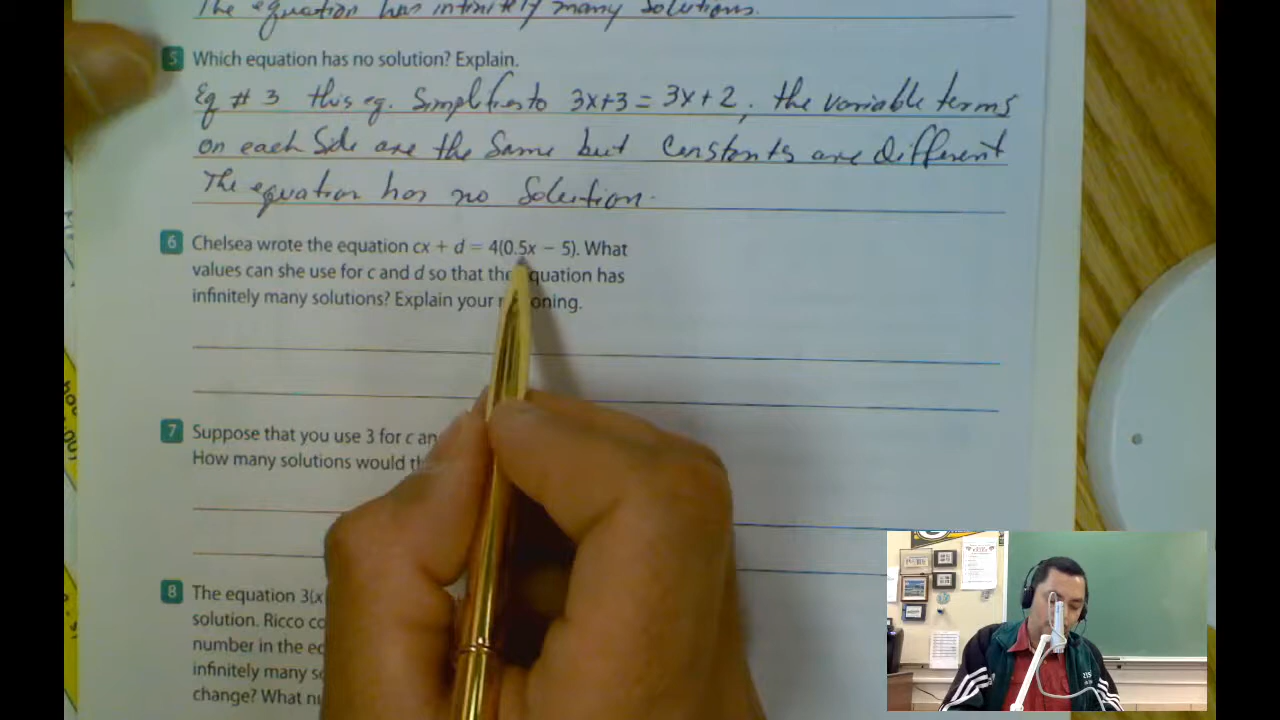 The equation has infinitely many solutions.
5 Which equation has no solution? Explain.
Eq # 3 this eq. Simplifies to 3x+3 = 3x+2, the variable terms
on each Side are the Same but Constants are different
The equation has no Solution.
6 Chelsea wrote the equation cx + d = 4(0.5x − 5). What
values can she use for c and d so that the equation has
infinitely many solutions? Explain your
oning.
7 Suppose that you use 3 for c an
How many solutions would th
8 The equation 3(x
solution. Ricco co
number in the eq
infinitely many so
change? What nu